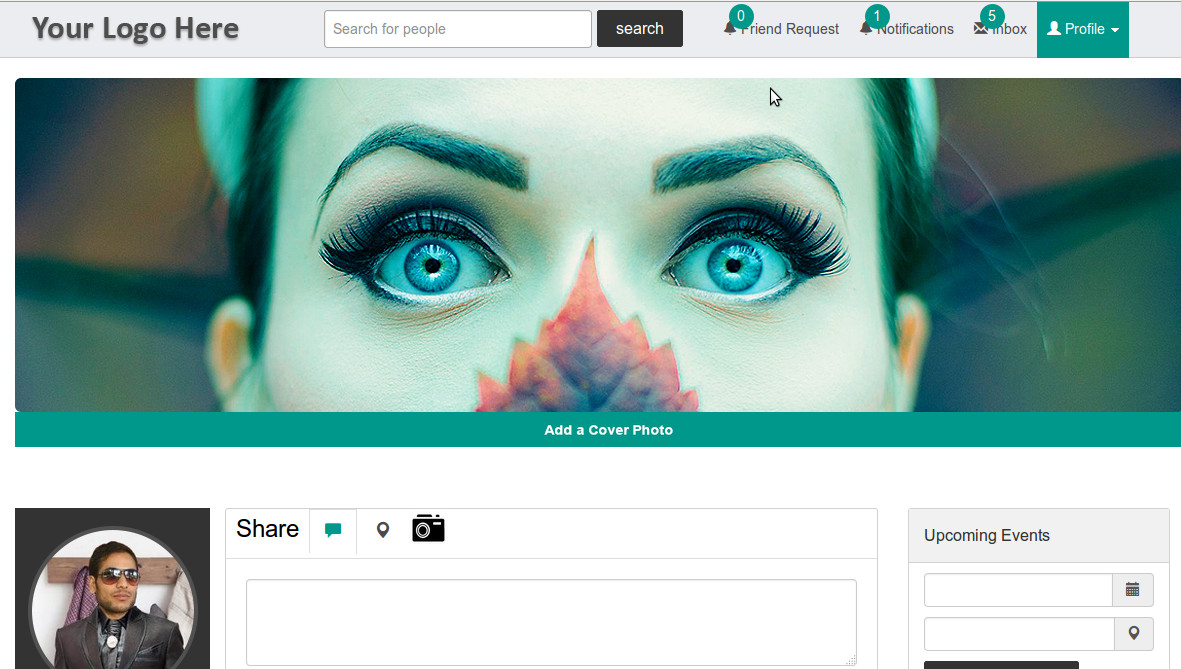 Your Logo Here
Search for people
search
0
Friend Request
1
Notifications
5
Inbox
Profile
Add a Cover Photo
Share
Upcoming Events